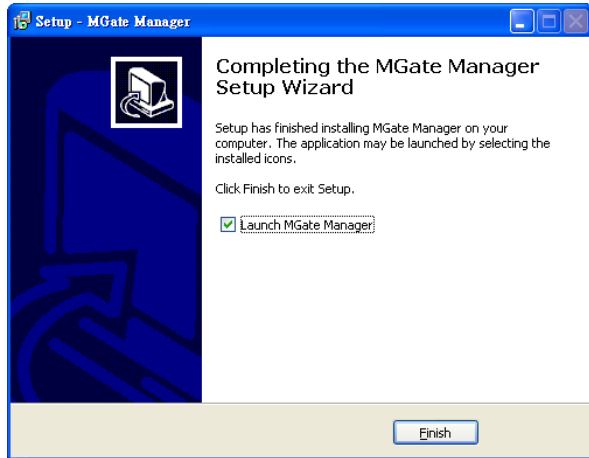 Setup - MGate Manager
Completing the MGate Manager
Setup Wizard
Setup has finished installing MGate Manager on your
computer. The application may be launched by selecting the
installed icons.
Click Finish to exit Setup.
Launch MGate Manager
Finish